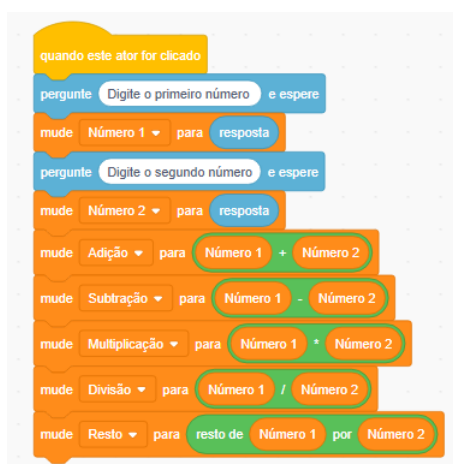 quando este ator for clicado
pergunte Digite o primeiro número e espere
mude Número 1 para resposta
pergunte Digite o segundo número e espere
mude Número 2 para resposta
mude Adição para Número 1 + Número 2
mude Subtração para Número 1 - Número 2
mude Multiplicação para Número 1 * Número 2
mude Divisão para Número 1 / Número 2
mude Resto para resto de Número 1 por Número 2